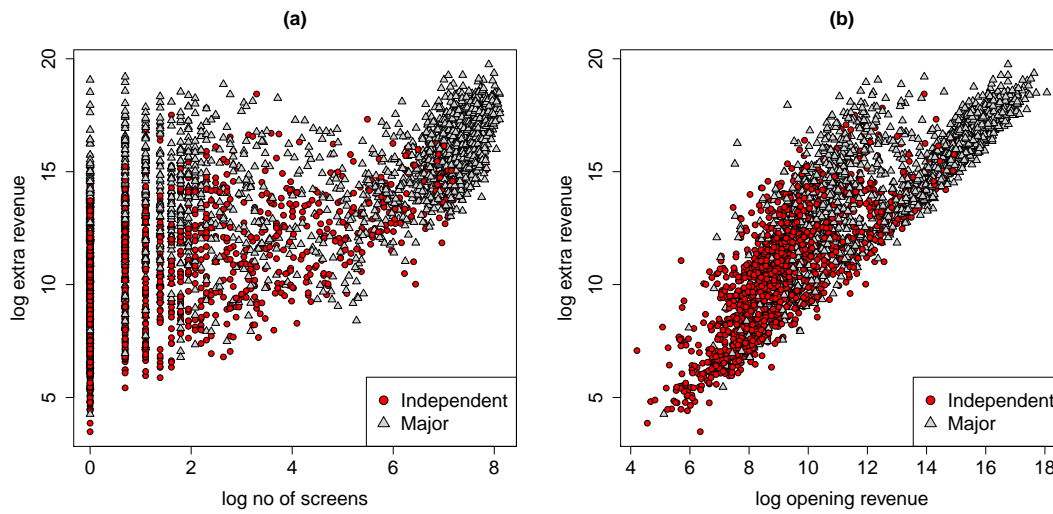 (a)
20
15
10
5
log extra revenue
0 2 4 6 8
log no of screens
Independent
Major
(b)
20
15
10
5
log extra revenue
4 6 8 10 12 14 16 18
log opening revenue
Independent
Major